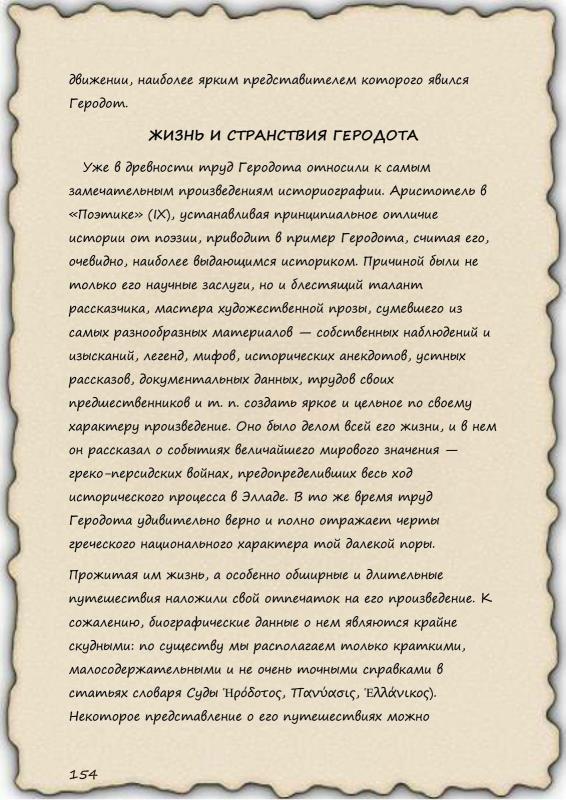 движении, наиболее ярким представителем которого явился
Геродот.
ЖИЗНЬ И СТРАНСТВИЯ ГЕРОДОТА
Уже в древности труд Геродота относили к самым
замечательным произведениям историографии. Аристотель в
«Поэтике» (IX), устанавливая принципиальное отличие
истории от поэзии, приводит в пример Геродота, считая его,
очевидно, наиболее выдающимся историком. Причиной были не
только его научные заслуги, но и блестящий талант
рассказчика, мастера художественной прозы, сумевшего из
самых разнообразных материалов — собственных наблюдений и
изысканий, легенд, мифов, исторических анекдотов, устных
рассказов, документальных данных, трудов своих
предшественников и т. п. создать яркое и цельное по своему
характеру произведение. Оно было делом всей его жизни, и в нем
он рассказал о событиях величайшего мирового значения —
греко-персидских войнах, предопределивших весь ход
исторического процесса в Элладе. В то же время труд
Геродота удивительно верно и полно отражает черты
греческого национального характера той далекой поры.
Прожитая им жизнь, а особенно обширные и длительные
путешествия наложили свой отпечаток на его произведение. К
сожалению, биографические данные о нем являются крайне
скудными: по существу мы располагаем только краткими,
малосодержательными и не очень точными справками в
статьях словаря Суды Ἡρόδοτος, Πανύασις, Ἑλλάνικος).
Некоторое представление о его путешествиях можно
154